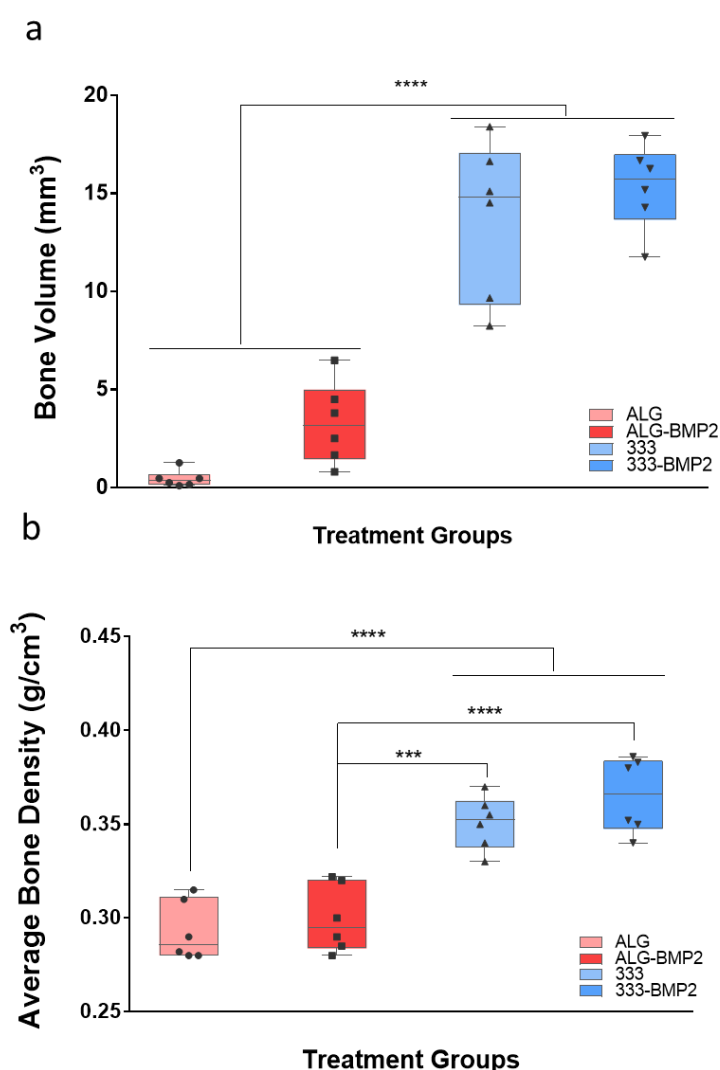 a
****
20
15
10
5
0
Bone Volume (mm³)
ALG
ALG-BMP2
333
333-BMP2
Treatment Groups
b
0.45
0.40
0.35
0.30
0.25
Average Bone Density (g/cm³)
****
****
***
ALG
ALG-BMP2
333
333-BMP2
Treatment Groups